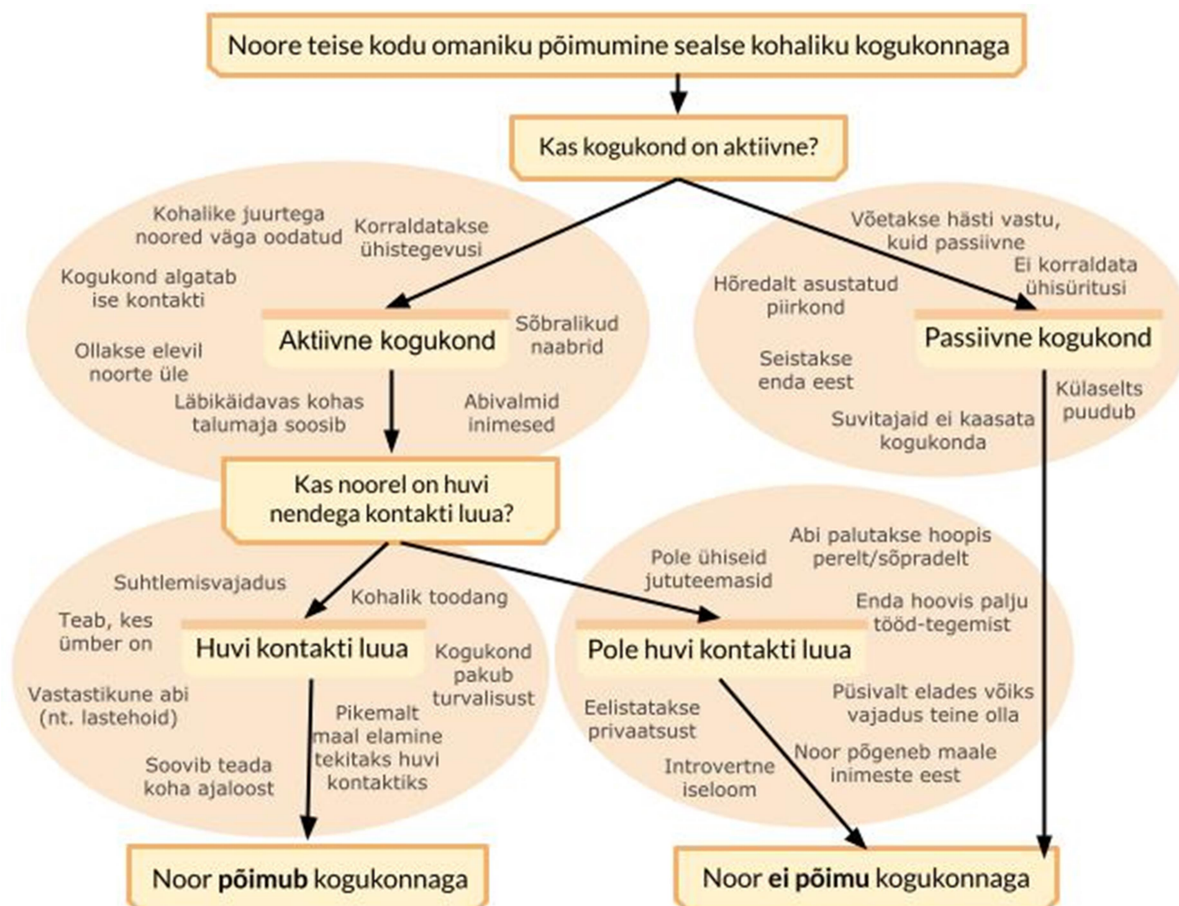 Noore teise kodu omaniku põimumine sealse kohaliku kogukonnaga
Kas kogukond on aktiivne?
Kohalike juurtega
noored väga oodatud
Korraldatakse
ühistegevusi
Kogukond algatab
ise kontakti
Aktiivne kogukond
Sõbralikud
naabrid
Ollakse elevil
noorte üle
Läbikäidavas kohas
talumaja soosib
Abivalmid
inimesed
Võetakse hästi vastu,
kuid passiivne
Ei korraldata
ühisüritusi
Hõredalt asustatud
piirkond
Passiivne kogukond
Seistakse
enda eest
Külaselts
puudub
Suvitajaid ei kaasata
kogukonda
Kas noorel on huvi
nendega kontakti luua?
Suhtlemisvajadus
Kohalik toodang
Teab, kes
ümber on
Huvi kontakti luua
Kogukond
pakub
turvalisust
Vastastikune abi
(nt. lastehoid)
Pikemalt
maal elamine
tekitaks huvi
kontaktiks
Soovib teada
koha ajaloost
Abi palutakse hoopis
perelt/sõpradelt
Pole ühiseid
jututeemasid
Enda hoovis palju
tööd-tegemist
Pole huvi kontakti luua
Püsivalt elades võiks
vajadus teine olla
Eelistatakse
privaatsust
Noor põgeneb maale
inimeste eest
Introvertne
iseloom
Noor põimub kogukonnaga
Noor ei põimu kogukonnaga